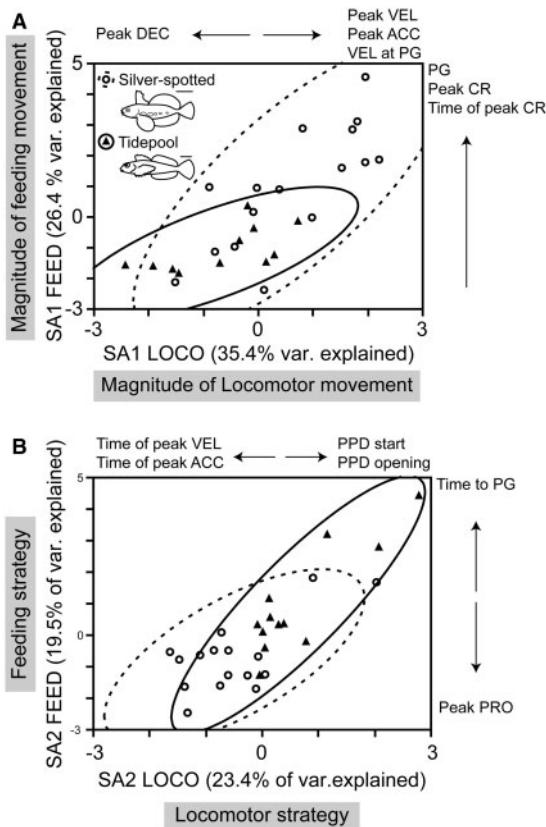 A
Peak DEC
Peak VEL
Peak ACC
VEL at PG
5
Silver-spotted
Tidepool
PG
Peak CR
Time of peak CR
Magnitude of feeding movement
SA1 FEED (26.4 % var. explained)
0
-3
-3
0
3
SA1 LOCO (35.4% var. explained)
Magnitude of Locomotor movement
B
Time of peak VEL
Time of peak ACC
PPD start
PPD opening
5
Time to PG
Feeding strategy
SA2 FEED (19.5% of var. explained)
0
Peak PRO
-3
-3
0
3
SA2 LOCO (23.4% of var.explained)
Locomotor strategy